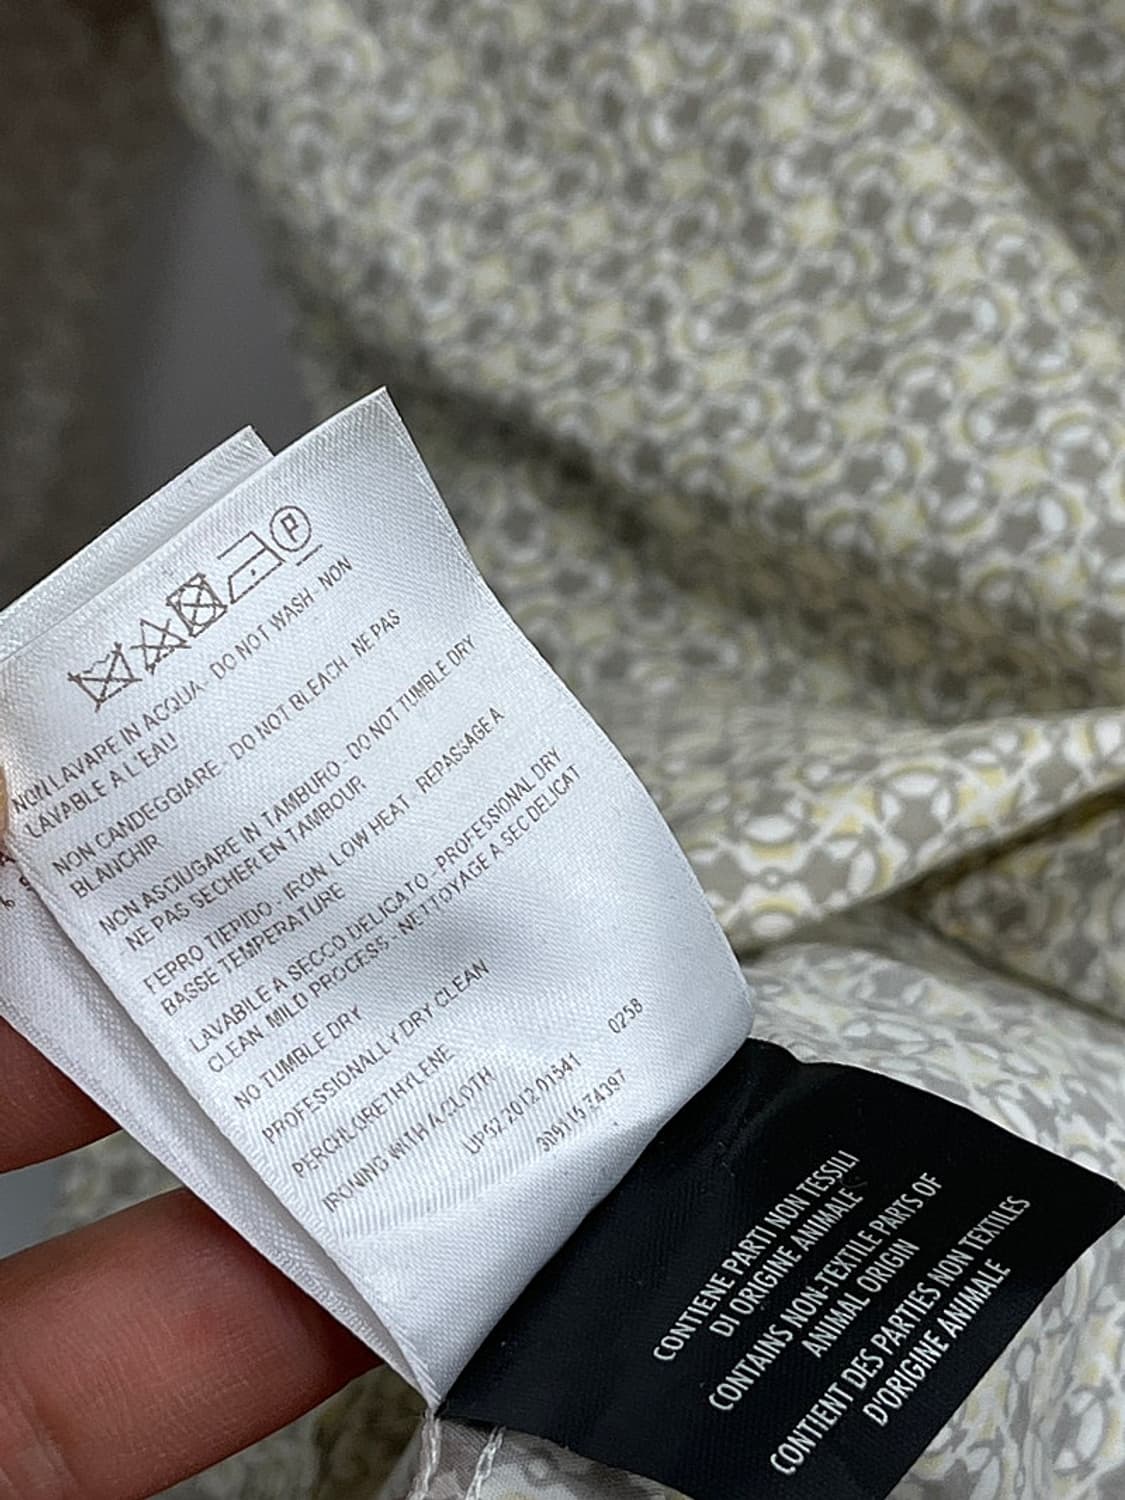 P
NON LAVARE IN ACQUA - DO NOT WASH - NON
LAVABLE A L'EAU
NON CANDEGGIARE - DO NOT BLEACH - NE PAS
BLANCHIR
NON ASCIUGARE IN TAMBURO - DO NOT TUMBLE DRY
- NE PAS SECHER EN TAMBOUR
FERRO TIEPIDO - IRON, LOW HEAT - REPASSAGE A
BASSE TEMPERATURE
LAVABILE A SECCO DELICATO - PROFESSIONAL DRY
CLEAN, MILD PROCESS - NETTOYAGE A SEC DELICAT
NO TUMBLE DRY
PROFESSIONALLY DRY CLEAN
PERCHLORETHYLENE
IRONING WITH A CLOTH
0258
309115 Z4397
CONTIENE PARTI NON TESSILI
DI ORIGINE ANIMALE
CONTAINS NON-TEXTILE PARTS OF
ANIMAL ORIGIN
CONTIENT DES PARTIES NON TEXTILES
D'ORIGINE ANIMALE